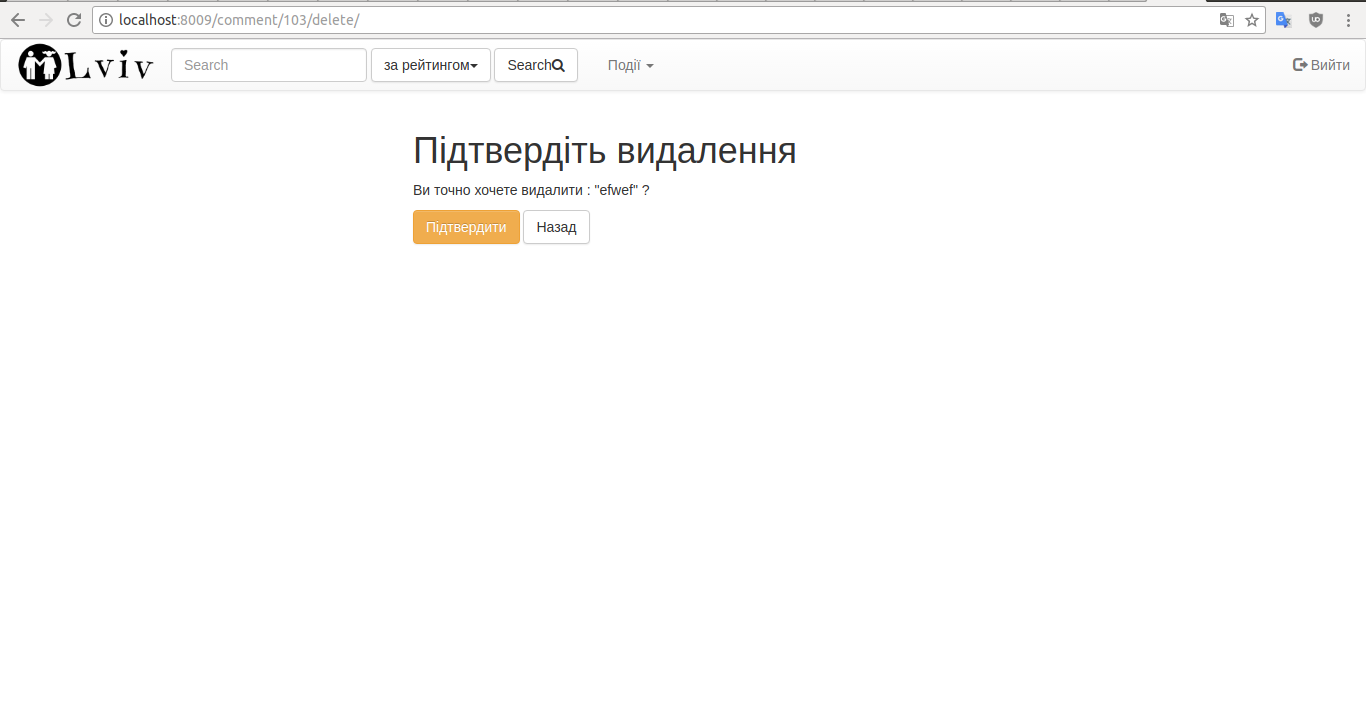 localhost:8009/comment/103/delete/
Lviv Search за рейтингом Search Події Вийти
Підтвердіть видалення
Ви точно хочете видалити : "efwef" ?
Підтвердити Назад